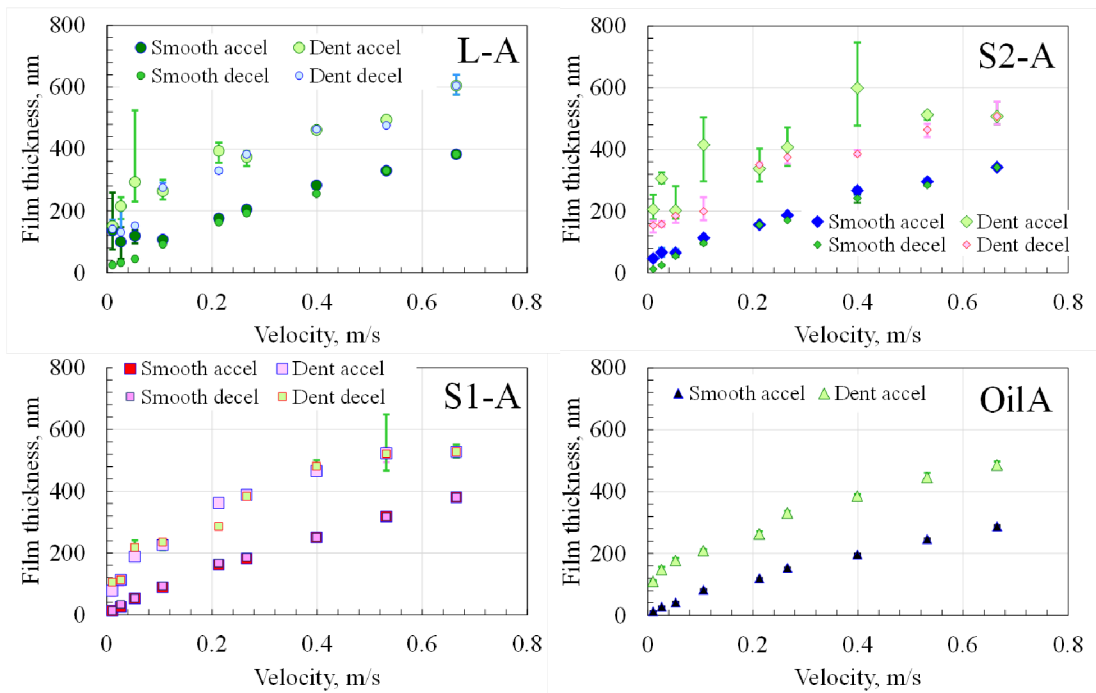 L-A
Smooth accel
Dent accel
Smooth decel
Dent decel
800
600
400
200
0
Film thickness, nm
0
0.2
0.4
0.6
0.8
Velocity, m/s
S2-A
Smooth accel
Dent accel
Smooth decel
Dent decel
800
600
400
200
0
Film thickness, nm
0
0.2
0.4
0.6
0.8
Velocity, m/s
S1-A
Smooth accel
Dent accel
Smooth decel
Dent decel
800
600
400
200
0
Film thickness, nm
0
0.2
0.4
0.6
0.8
Velocity, m/s
OilA
Smooth accel
Dent accel
800
600
400
200
0
Film thickness, nm
0
0.2
0.4
0.6
0.8
Velocity, m/s